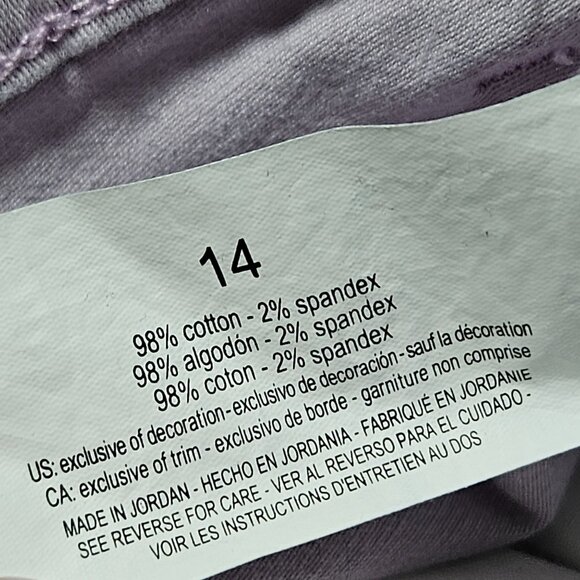 14
98% cotton - 2% spandex
98% algodón - 2% spandex
98% coton - 2% spandex
US: exclusive of decoration - exclusivo de decoración - sauf la décoration
CA: exclusive of trim - exclusivo de borde - garniture non comprise
MADE IN JORDAN - HECHO EN JORDANIA - FABRIQUÉ EN JORDANIE
SEE REVERSE FOR CARE - VER AL REVERSO PARA EL CUIDADO -
VOIR LES INSTRUCTIONS D'ENTRETIEN AU DOS